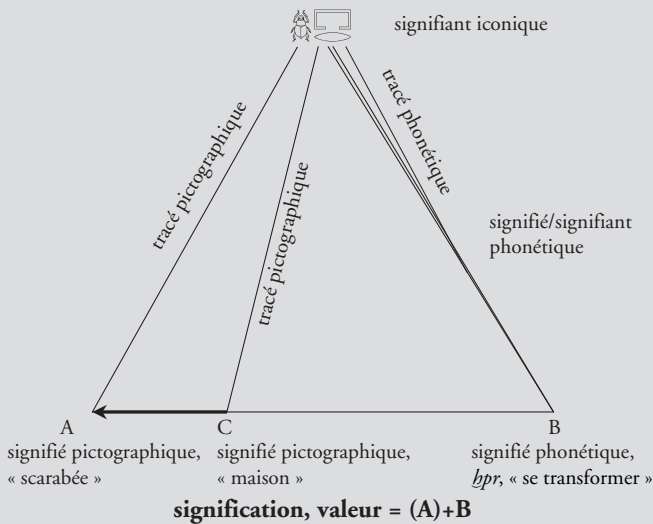 signifiant iconique
tracé pictographique
tracé pictographique
tracé phonétique
signifié/signifiant
phonétique
A
C
B
signifié pictographique,
« scarabée »
signifié pictographique,
« maison »
signifié phonétique,
ḫpr, « se transformer »
signification, valeur = (A)+B